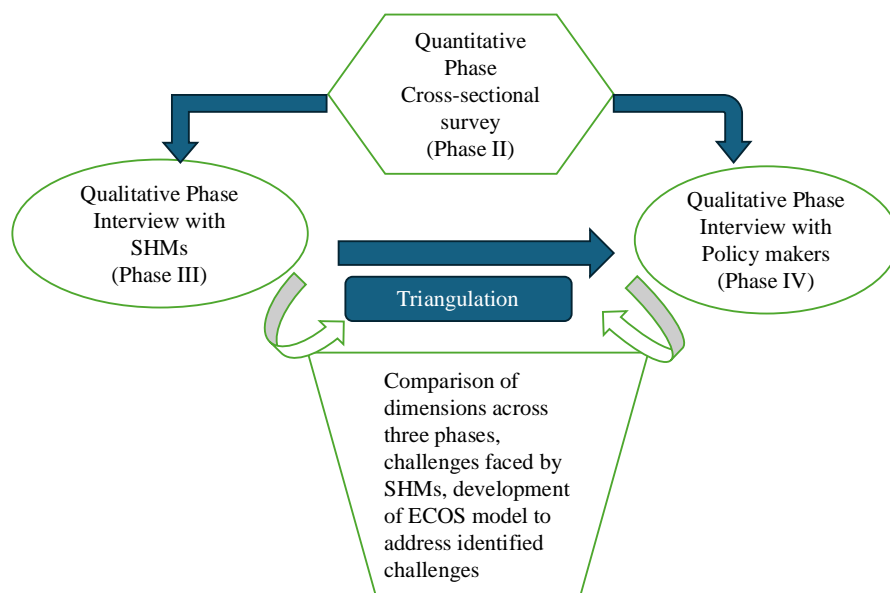 Quantitative
Phase
Cross-sectional
survey
(Phase II)
Qualitative Phase
Interview with
SHMs
(Phase III)
Qualitative Phase
Interview with
Policy makers
(Phase IV)
Triangulation
Comparison of
dimensions across
three phases,
challenges faced by
SHMs, development
of ECOS model to
address identified
challenges